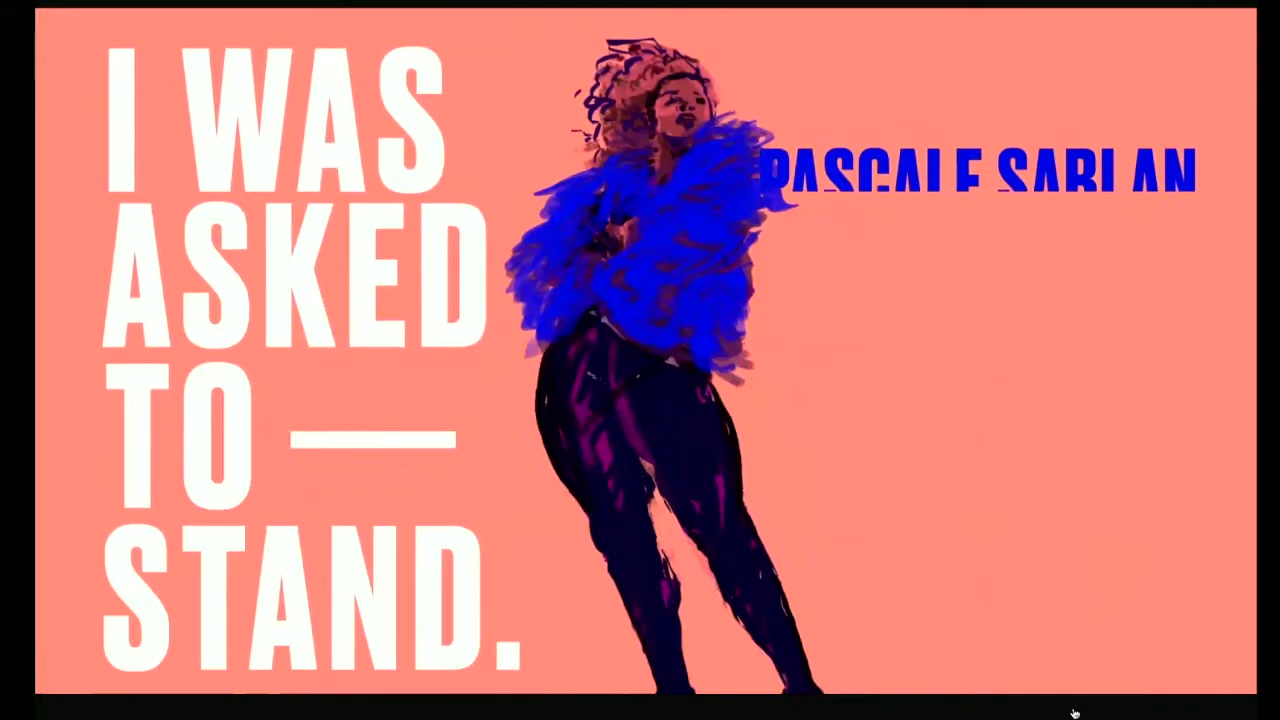 I WAS
ASKED
TO —
STAND.
PASCALE SABLAN